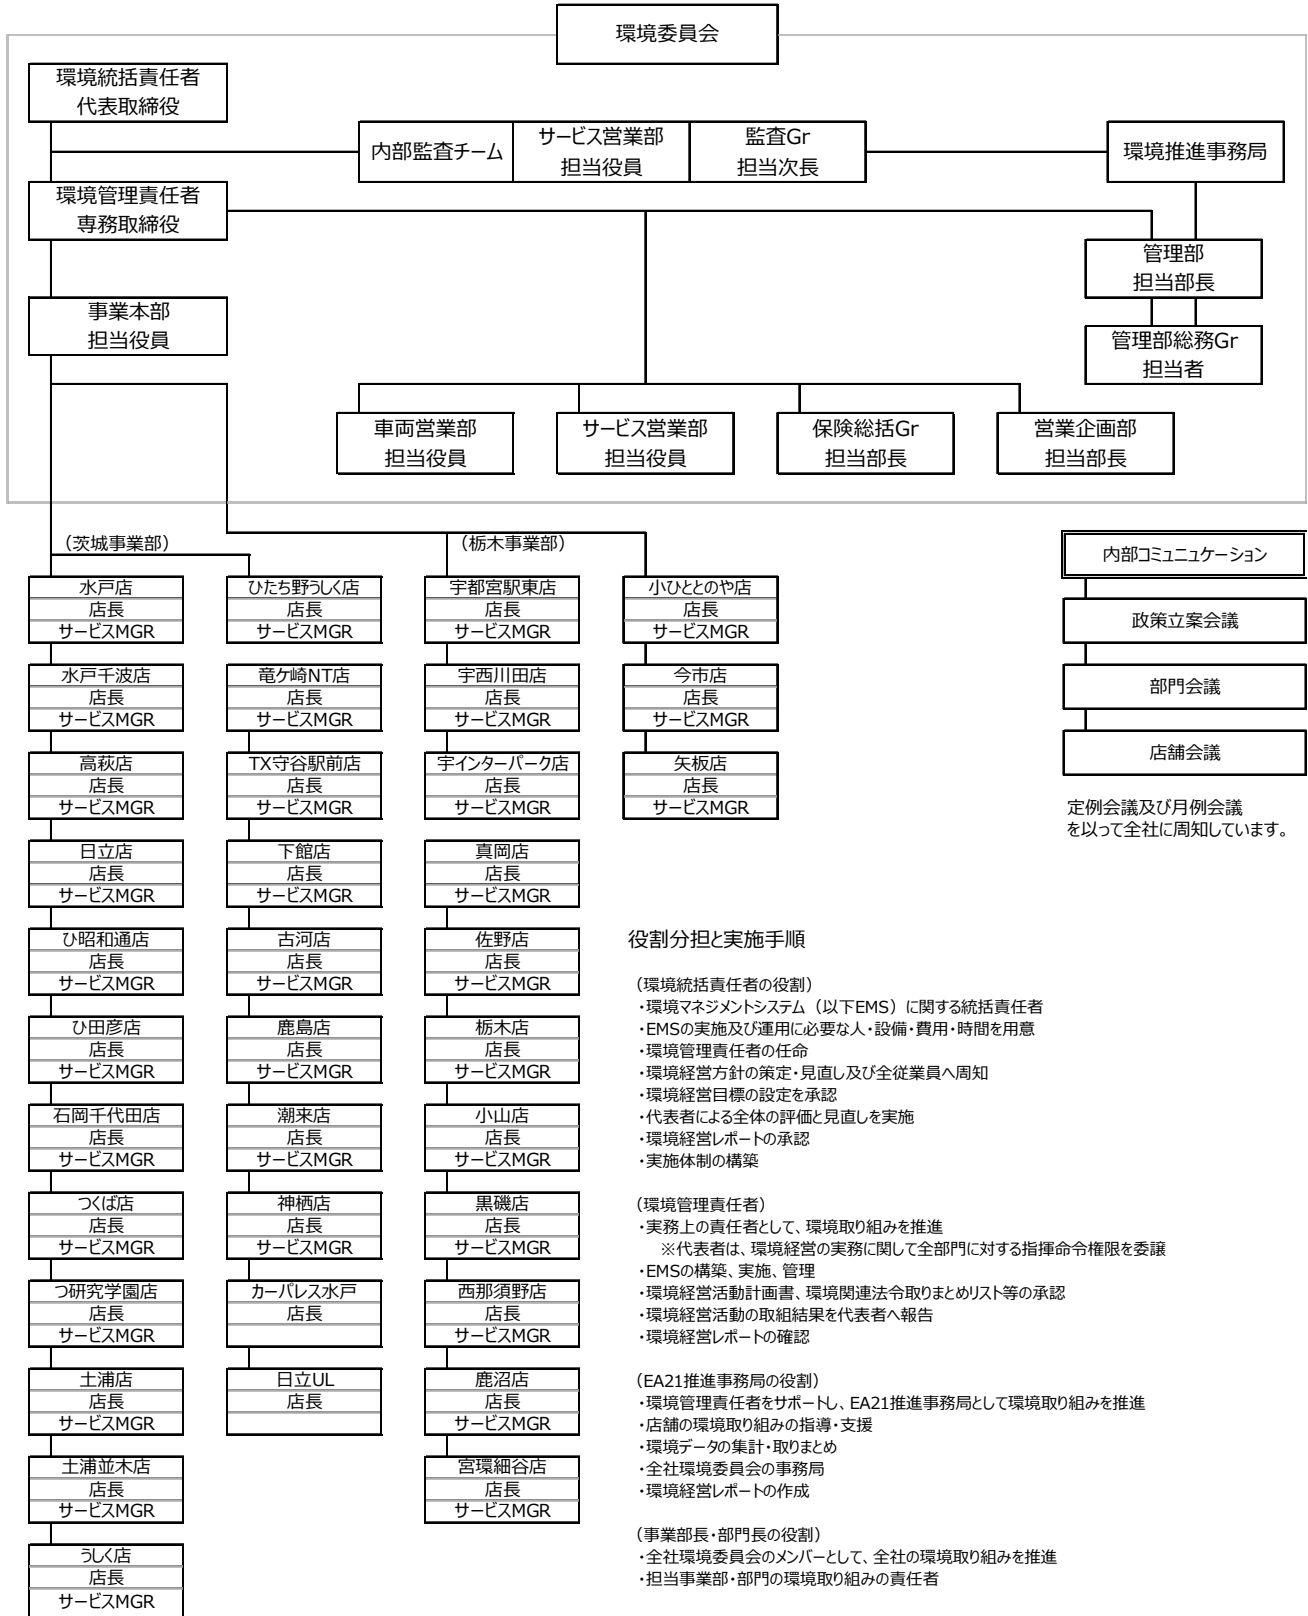 環境委員会
環境統括責任者
代表取締役
内部監査チーム
サービス営業部
担当役員
監査Gr
担当次長
環境推進事務局
環境管理責任者
専務取締役
管理部
担当部長
事業本部
担当役員
管理部総務Gr
担当者
車両営業部
担当役員
サービス営業部
担当役員
保険総括Gr
担当部長
営業企画部
担当部長
（茨城事業部）
水戸店
店長
サービスMGR
水戸千波店
店長
サービスMGR
高萩店
店長
サービスMGR
日立店
店長
サービスMGR
ひ昭和通店
店長
サービスMGR
ひ田彦店
店長
サービスMGR
石岡千代田店
店長
サービスMGR
つくば店
店長
サービスMGR
つ研究学園店
店長
サービスMGR
土浦店
店長
サービスMGR
土浦並木店
店長
サービスMGR
うしく店
店長
サービスMGR
ひたち野うしく店
店長
サービスMGR
竜ケ崎NT店
店長
サービスMGR
TX守谷駅前店
店長
サービスMGR
下館店
店長
サービスMGR
古河店
店長
サービスMGR
鹿島店
店長
サービスMGR
潮来店
店長
サービスMGR
神栖店
店長
サービスMGR
カーパレス水戸
店長
日立UL
店長
（栃木事業部）
宇都宮駅東店
店長
サービスMGR
宇西川田店
店長
サービスMGR
宇インターパーク店
店長
サービスMGR
真岡店
店長
サービスMGR
佐野店
店長
サービスMGR
栃木店
店長
サービスMGR
小山店
店長
サービスMGR
黒磯店
店長
サービスMGR
西那須野店
店長
サービスMGR
鹿沼店
店長
サービスMGR
宮環細谷店
店長
サービスMGR
小ひととのや店
店長
サービスMGR
今市店
店長
サービスMGR
矢板店
店長
サービスMGR
内部コミュニュケーション
政策立案会議
部門会議
店舗会議
定例会議及び月例会議
を以って全社に周知しています。
役割分担と実施手順
（環境統括責任者の役割）
・環境マネジメントシステム（以下EMS）に関する統括責任者
・EMSの実施及び運用に必要な人・設備・費用・時間を用意
・環境管理責任者の任命
・環境経営方針の策定・見直し及び全従業員へ周知
・環境経営目標の設定を承認
・代表者による全体の評価と見直しを実施
・環境経営レポートの承認
・実施体制の構築
（環境管理責任者）
・実務上の責任者として、環境取り組みを推進
※代表者は、環境経営の実務に関して全部門に対する指揮命令権限を委譲
・EMSの構築、実施、管理
・環境経営活動計画書、環境関連法令取りまとめリスト等の承認
・環境経営活動の取組結果を代表者へ報告
・環境経営レポートの確認
（EA21推進事務局の役割）
・環境管理責任者をサポートし、EA21推進事務局として環境取り組みを推進
・店舗の環境取り組みの指導・支援
・環境データの集計・取りまとめ
・全社環境委員会の事務局
・環境経営レポートの作成
（事業部長・部門長の役割）
・全社環境委員会のメンバーとして、全社の環境取り組みを推進
・担当事業部・部門の環境取り組みの責任者